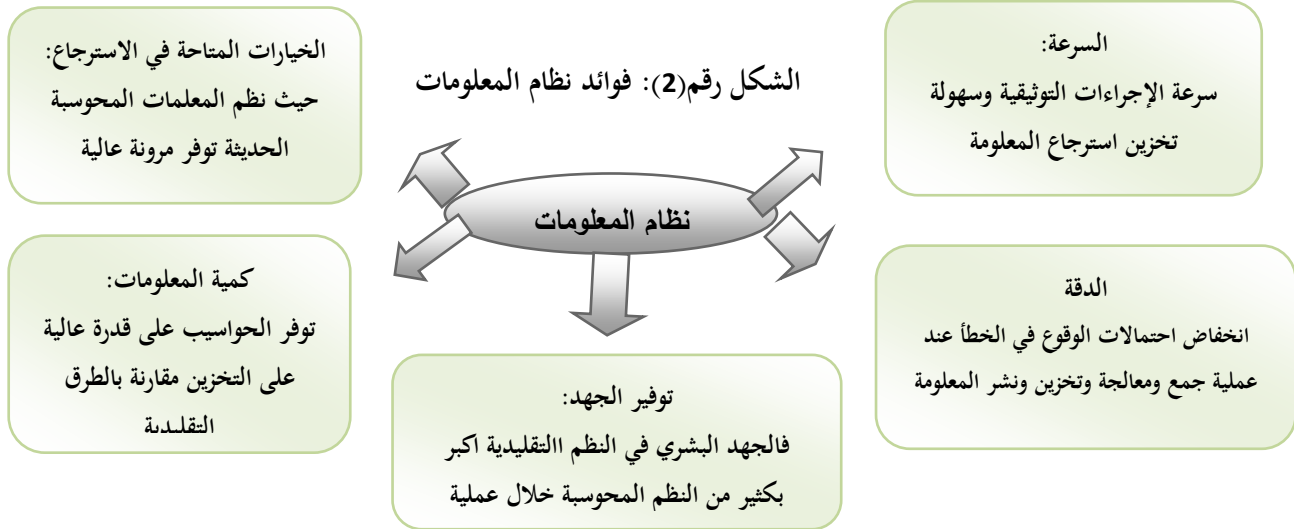 الشكل رقم(2): فوائد نظام المعلومات
السرعة:
سرعة الإجراءات التوثيقية وسهولة
تخزين استرجاع المعلومة
الخيارات المتاحة في الاسترجاع:
حيث نظم المعلمات المحوسبة
الحديثة توفر مرونة عالية
نظام المعلومات
الدقة
انخفاض احتمالات الوقوع في الخطأ عند
عملية جمع ومعالجة وتخزين ونشر المعلومة
كمية المعلومات:
توفر الحواسيب على قدرة عالية
على التخزين مقارنة بالطرق
التقليدية
توفير الجهد:
فالجهد البشري في النظم االتقليدية اكبر
بكثير من النظم المحوسبة خلال عملية